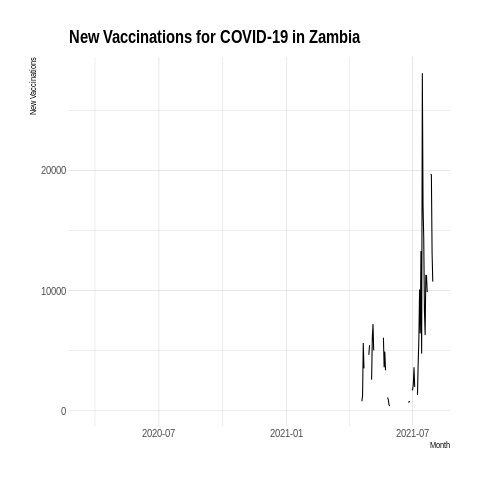 New Vaccinations for COVID-19 in Zambia
New Vaccinations
20000
10000
0
2020-07
2021-01
2021-07
Month